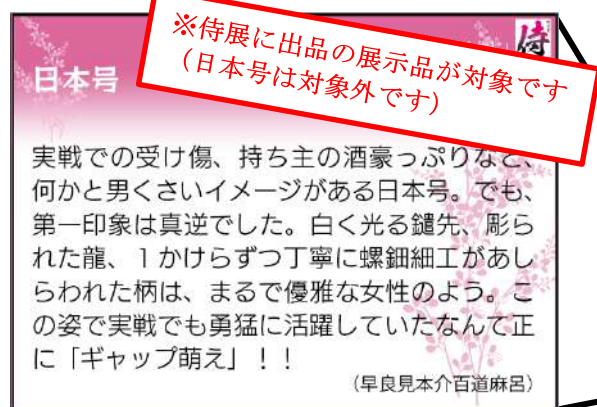 ※侍展に出品の展示品が対象です
（日本号は対象外です）
侍
日本号
実戦での受け傷、持ち主の酒豪っぷりなど、
何かと男くさいイメージがある日本号。でも、
第一印象は真逆でした。白く光る鑓先、彫ら
れた龍、１かけらずつ丁寧に螺鈿細工があし
らわれた柄は、まるで優雅な女性のよう。こ
の姿で実戦でも勇猛に活躍していたなんて正
に「ギャップ萌え」！！
（早良見本介百道麻呂）